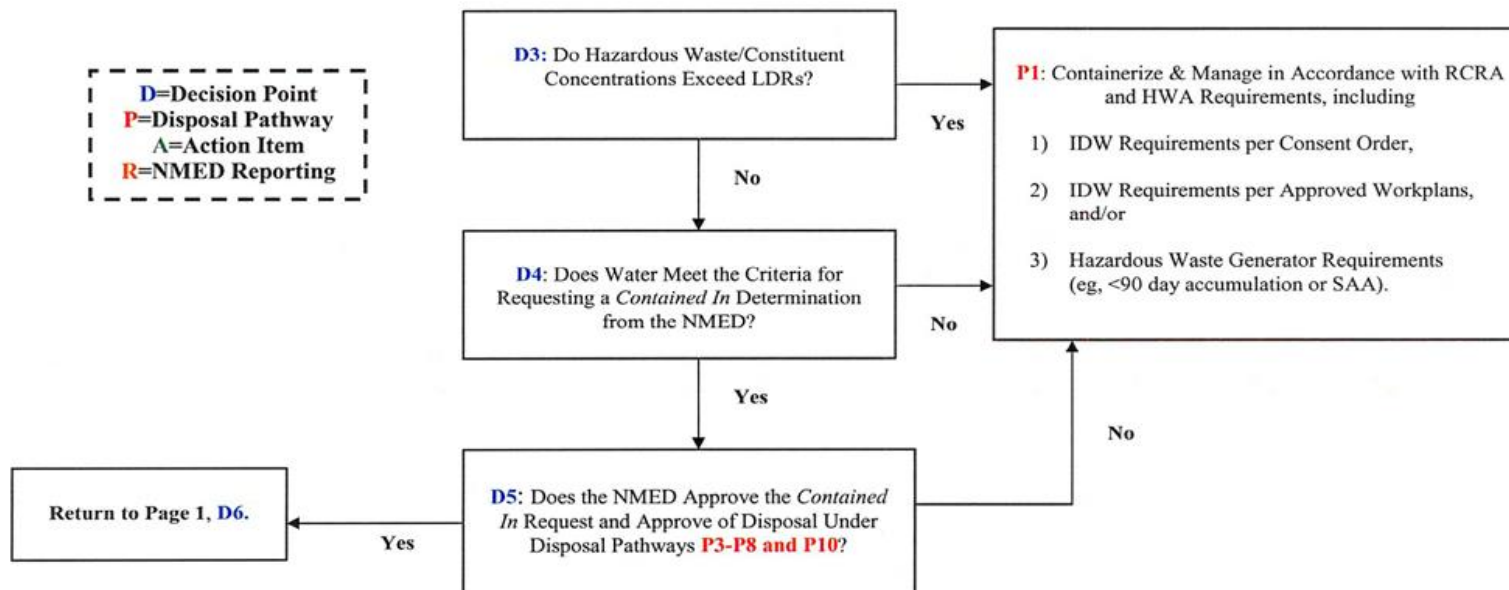 D=Decision Point
P=Disposal Pathway
A=Action Item
R=NMED Reporting
D3: Do Hazardous Waste/Constituent
Concentrations Exceed LDRs?
Yes
No
P1: Containerize & Manage in Accordance with RCRA
and HWA Requirements, including
1) IDW Requirements per Consent Order,
2) IDW Requirements per Approved Workplans,
and/or
3) Hazardous Waste Generator Requirements
(eg, <90 day accumulation or SAA).
D4: Does Water Meet the Criteria for
Requesting a Contained In Determination
from the NMED?
No
Yes
D5: Does the NMED Approve the Contained
In Request and Approve of Disposal Under
Disposal Pathways P3-P8 and P10?
No
Yes
Return to Page 1, D6.